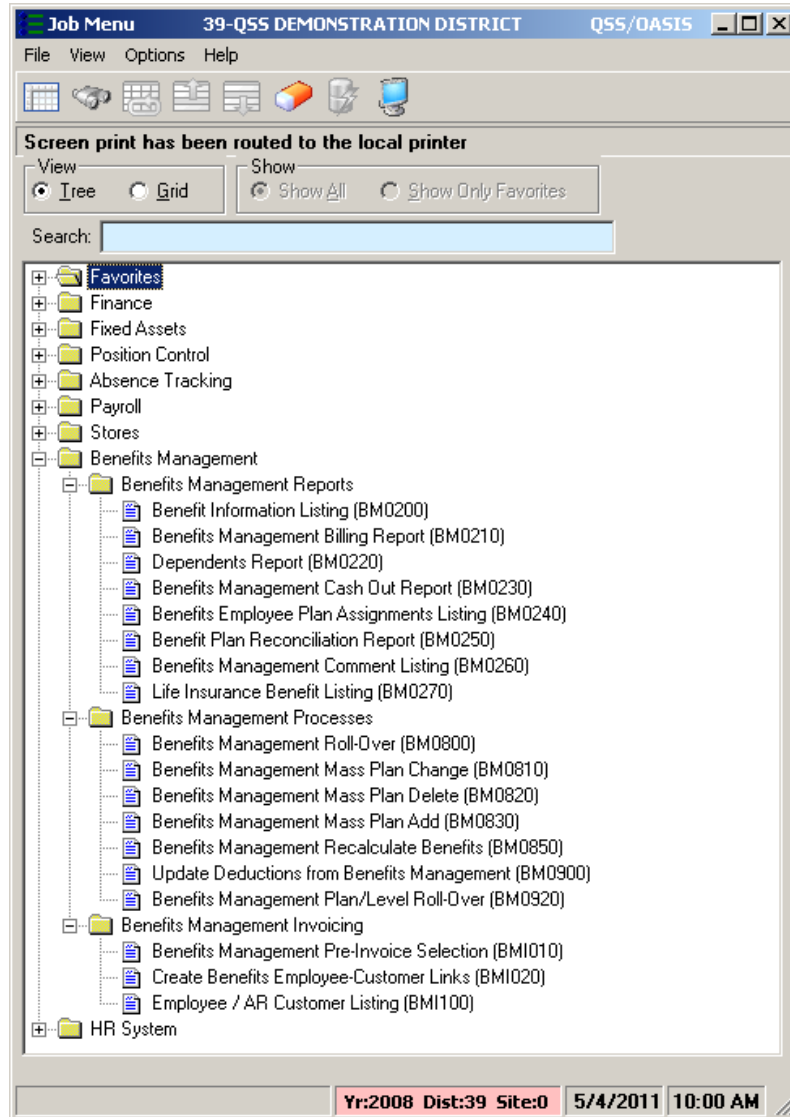 Job Menu 39-QSS DEMONSTRATION DISTRICT QSS/OASIS
File View Options Help
Screen print has been routed to the local printer
View Show
Tree Grid Show All Show Only Favorites
Search:
Favorites
Finance
Fixed Assets
Position Control
Absence Tracking
Payroll
Stores
Benefits Management
Benefits Management Reports
Benefit Information Listing (BM0200)
Benefits Management Billing Report (BM0210)
Dependents Report (BM0220)
Benefits Management Cash Out Report (BM0230)
Benefits Employee Plan Assignments Listing (BM0240)
Benefit Plan Reconciliation Report (BM0250)
Benefits Management Comment Listing (BM0260)
Life Insurance Benefit Listing (BM0270)
Benefits Management Processes
Benefits Management Roll-Over (BM0800)
Benefits Management Mass Plan Change (BM0810)
Benefits Management Mass Plan Delete (BM0820)
Benefits Management Mass Plan Add (BM0830)
Benefits Management Recalculate Benefits (BM0850)
Update Deductions from Benefits Management (BM0900)
Benefits Management Plan/Level Roll-Over (BM0920)
Benefits Management Invoicing
Benefits Management Pre-Invoice Selection (BMI010)
Create Benefits Employee-Customer Links (BMI020)
Employee / AR Customer Listing (BMI100)
HR System
Yr:2008 Dist:39 Site:0 5/4/2011 10:00 AM